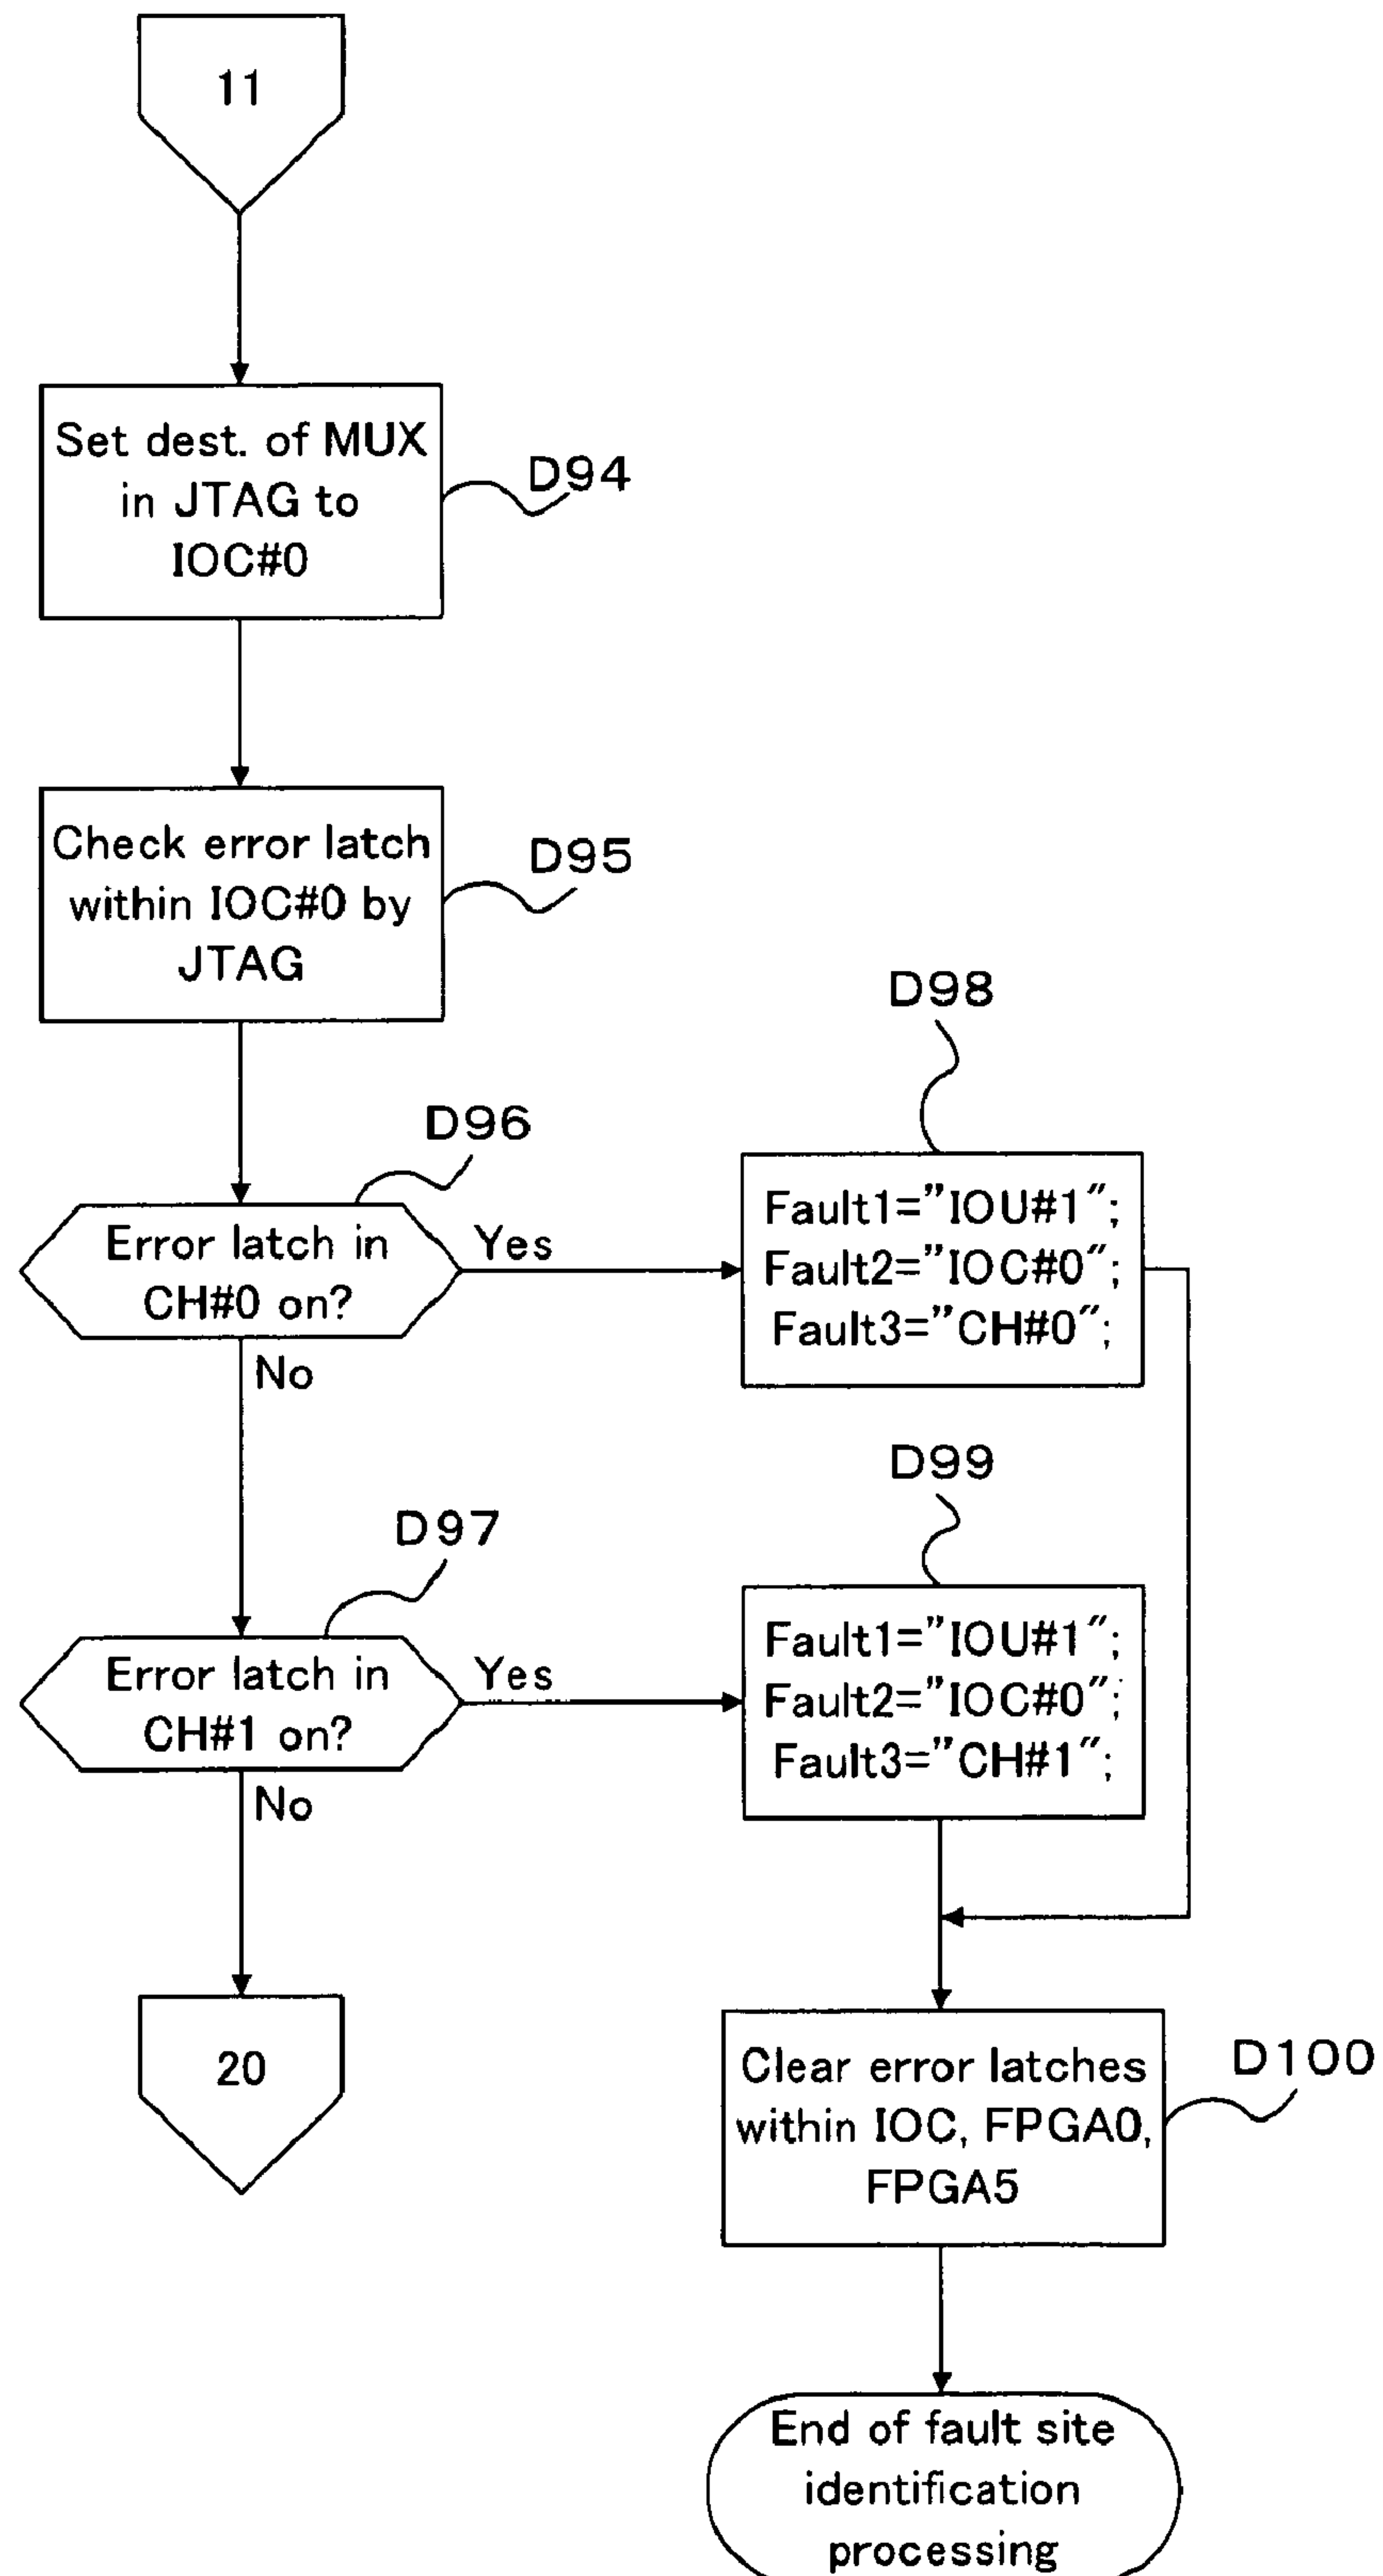 11
Set dest. of MUX
in JTAG to
IOC#0
D94
Check error latch
within IOC#0 by
JTAG
D95
D96
Error latch in
CH#0 on?
Yes
No
D98
Fault1=”IOU#1″;
Fault2=”IOC#0″;
Fault3=”CH#0″;
D97
Error latch in
CH#1 on?
Yes
No
D99
Fault1=”IOU#1″;
Fault2=”IOC#0″;
Fault3=”CH#1″;
20
Clear error latches
within IOC, FPGA0,
FPGA5
D100
End of fault site
identification
processing